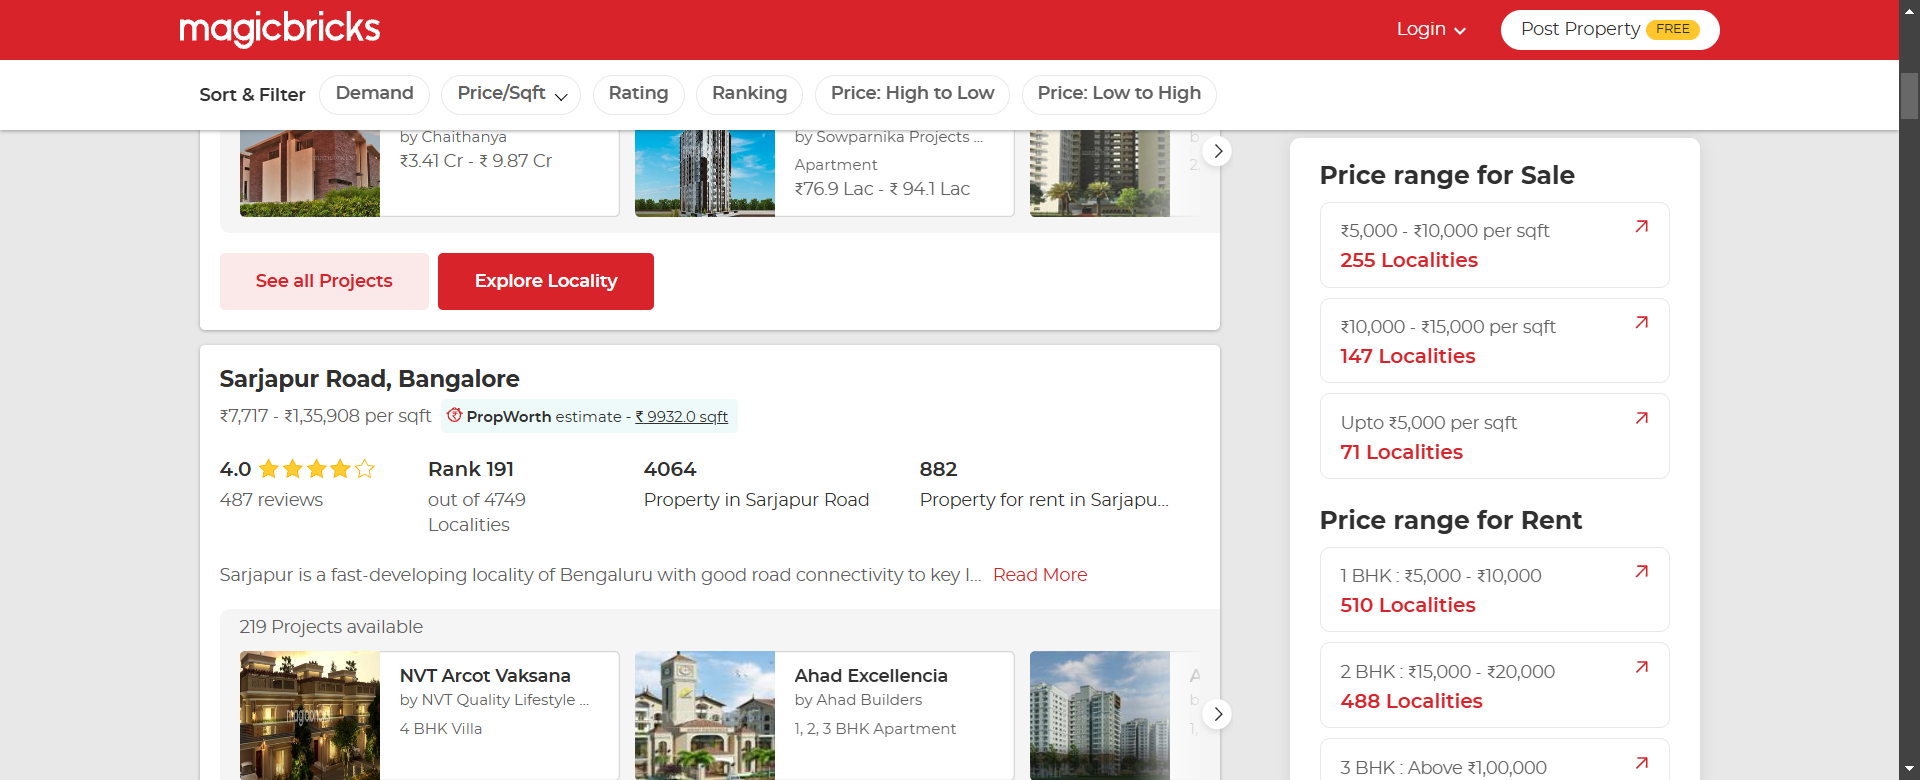 magicbricks
Login
Post Property FREE
Sort & Filter
Demand
Price/Sqft
Rating
Ranking
Price: High to Low
Price: Low to High
by Chaithanya
₹3.41 Cr - ₹ 9.87 Cr
by Sowparnika Projects ...
Apartment
₹76.9 Lac - ₹ 94.1 Lac
b
2,
See all Projects
Explore Locality
Sarjapur Road, Bangalore
₹7,717 - ₹1,35,908 per sqft
PropWorth estimate - ₹ 9932.0 sqft
4.0
487 reviews
Rank 191
out of 4749
Localities
4064
Property in Sarjapur Road
882
Property for rent in Sarjapu...
Sarjapur is a fast-developing locality of Bengaluru with good road connectivity to key l... Read More
219 Projects available
NVT Arcot Vaksana
by NVT Quality Lifestyle ...
4 BHK Villa
magicbricks
Ahad Excellencia
by Ahad Builders
1, 2, 3 BHK Apartment
A
b
1,
Price range for Sale
₹5,000 - ₹10,000 per sqft
255 Localities
₹10,000 - ₹15,000 per sqft
147 Localities
Upto ₹5,000 per sqft
71 Localities
Price range for Rent
1 BHK : ₹5,000 - ₹10,000
510 Localities
2 BHK : ₹15,000 - ₹20,000
488 Localities
3 BHK : Above ₹1,00,000